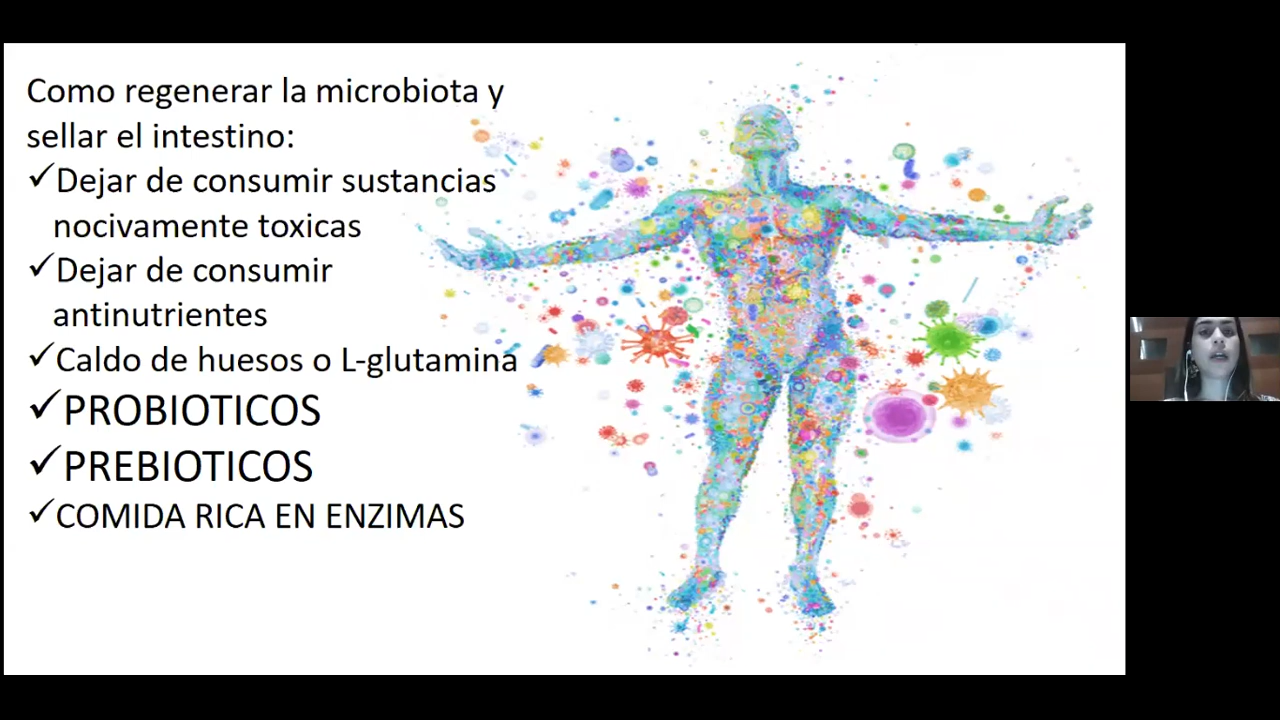 Como regenerar la microbiota y
sellar el intestino:
✓Dejar de consumir sustancias
nocivamente toxicas
✓Dejar de consumir
antinutrientes
✓Caldo de huesos o L-glutamina
✓PROBIOTICOS
✓PREBIOTICOS
✓COMIDA RICA EN ENZIMAS